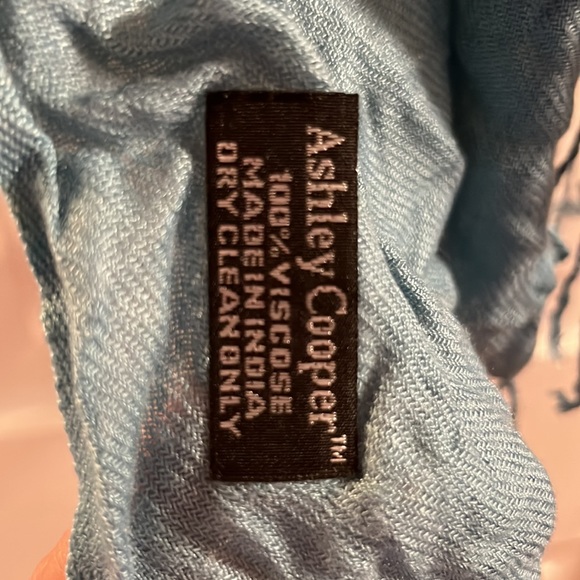 Ashley Cooper™
100% VISCOSE
MADE IN INDIA
DRY CLEAN ONLY